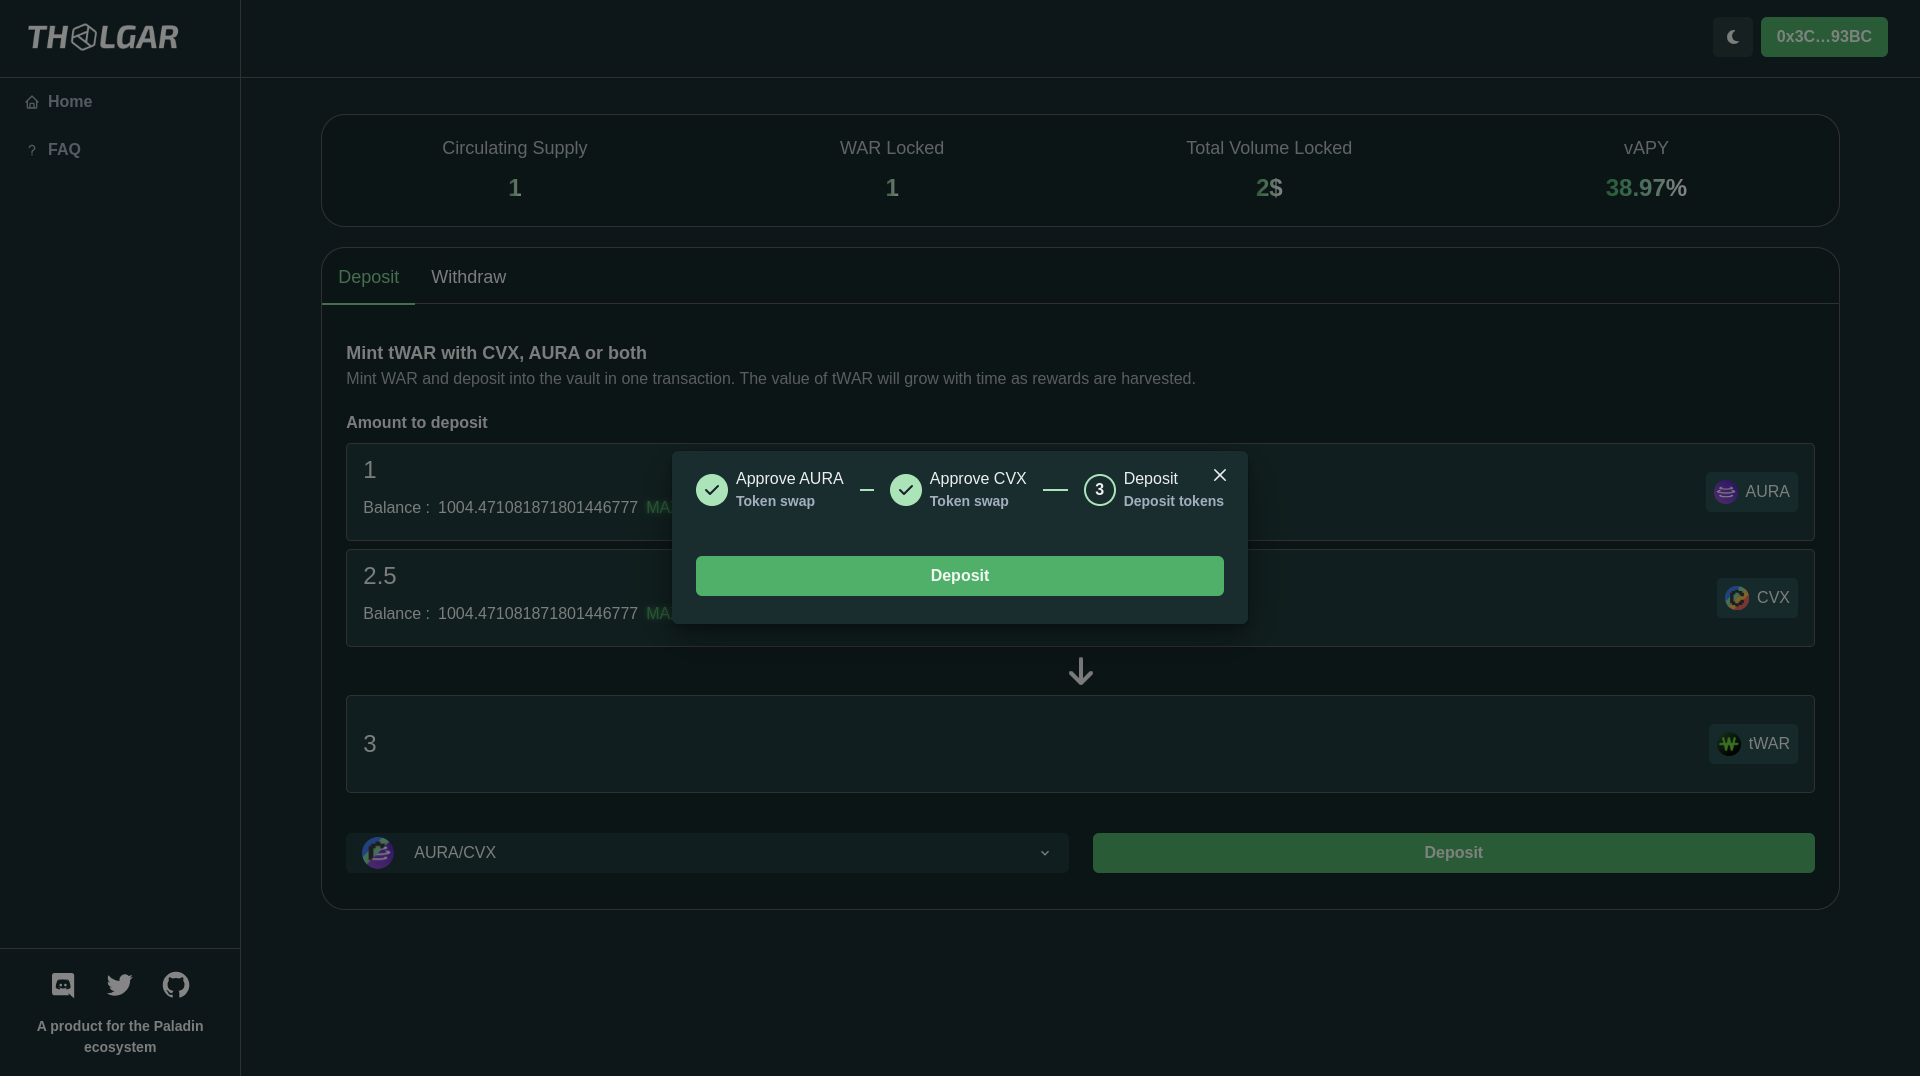 THOLGAR
0x3C...93BC
Home
FAQ
Circulating Supply
1
WAR Locked
1
Total Volume Locked
2$
vAPY
38.97%
Deposit
Withdraw
Mint tWAR with CVX, AURA or both
Mint WAR and deposit into the vault in one transaction. The value of tWAR will grow with time as rewards are harvested.
Amount to deposit
1
Balance : 1004.471081871801446777
AURA
2.5
Balance : 1004.471081871801446777
CVX
Approve AURA
Token swap
Approve CVX
Token swap
3
Deposit
Deposit tokens
Deposit
3
tWAR
AURA/CVX
Deposit
A product for the Paladin
ecosystem